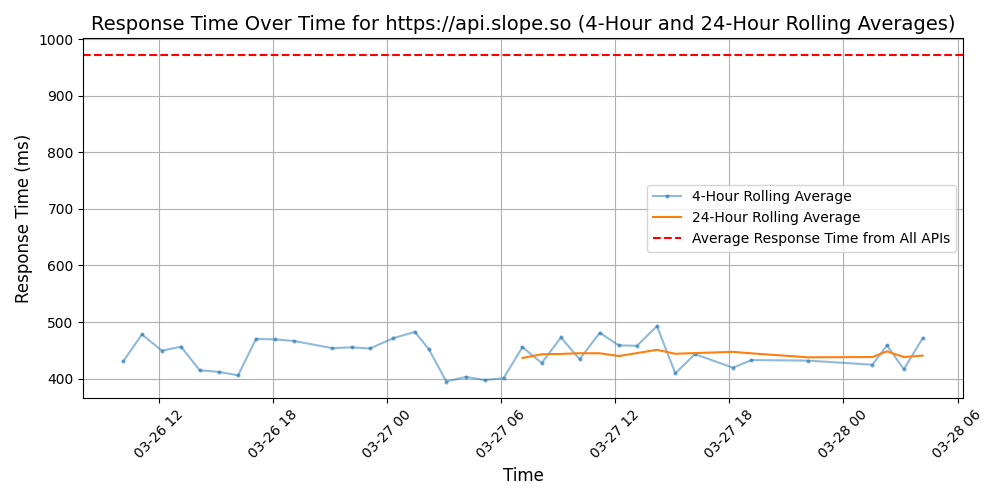 Response Time Over Time for https://api.slope.so (4-Hour and 24-Hour Rolling Averages)
Response Time (ms)
1000
900
800
700
600
500
400
4-Hour Rolling Average
24-Hour Rolling Average
Average Response Time from All APIs
03-26 12
03-26 18
03-27 00
03-27 06
03-27 12
03-27 18
03-28 00
03-28 06
Time